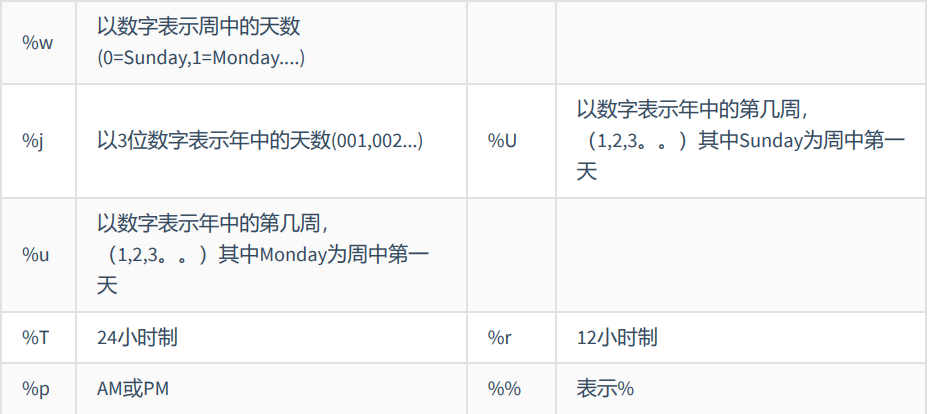 %w
以数字表示周中的天数
(0=Sunday,1=Monday....)
%j
以3位数字表示年中的天数(001,002...)
%U
以数字表示年中的第几周，
（1,2,3。。）其中Sunday为周中第一
天
%u
以数字表示年中的第几周，
（1,2,3。。）其中Monday为周中第一
天
%T
24小时制
%r
12小时制
%p
AM或PM
%%
表示%